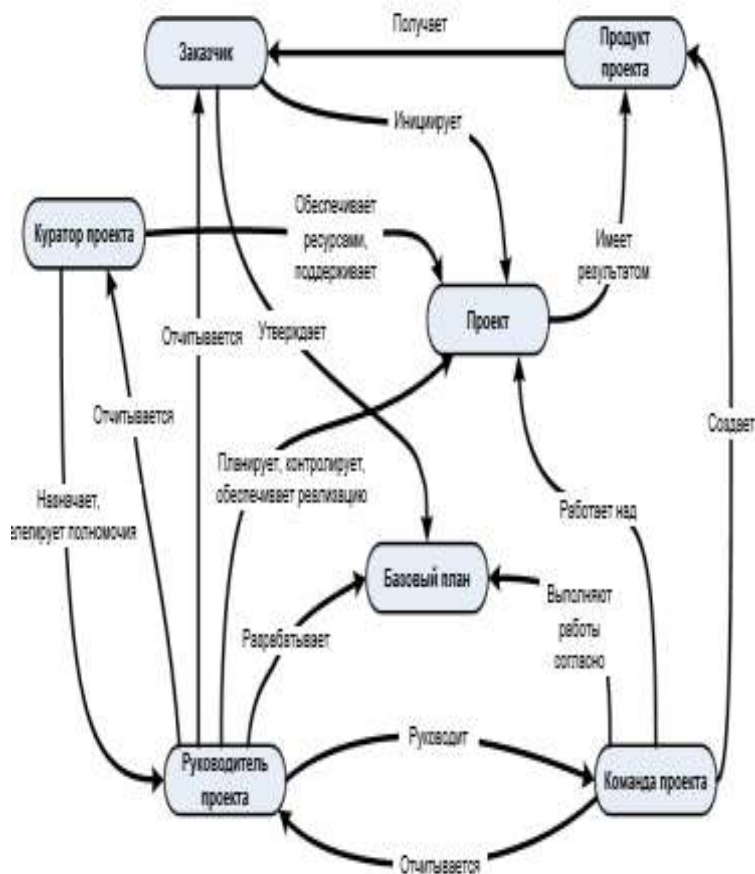 Получает
Заказчик
Продукт
проекта
Инициирует
Обеспечивает
ресурсами,
поддерживает
Куратор проекта
Имеет
результатом
Проект
Отчитывается
Утверждает
Отчитывается
Создает
Планирует, контролирует,
обеспечивает реализацию
Назначает,
елегирует полномочия
Работает над
Базовый план
Выполняют
работы
согласно
Разрабатывает
Руководит
Руководитель
проекта
Команда проекта
Отчитывается